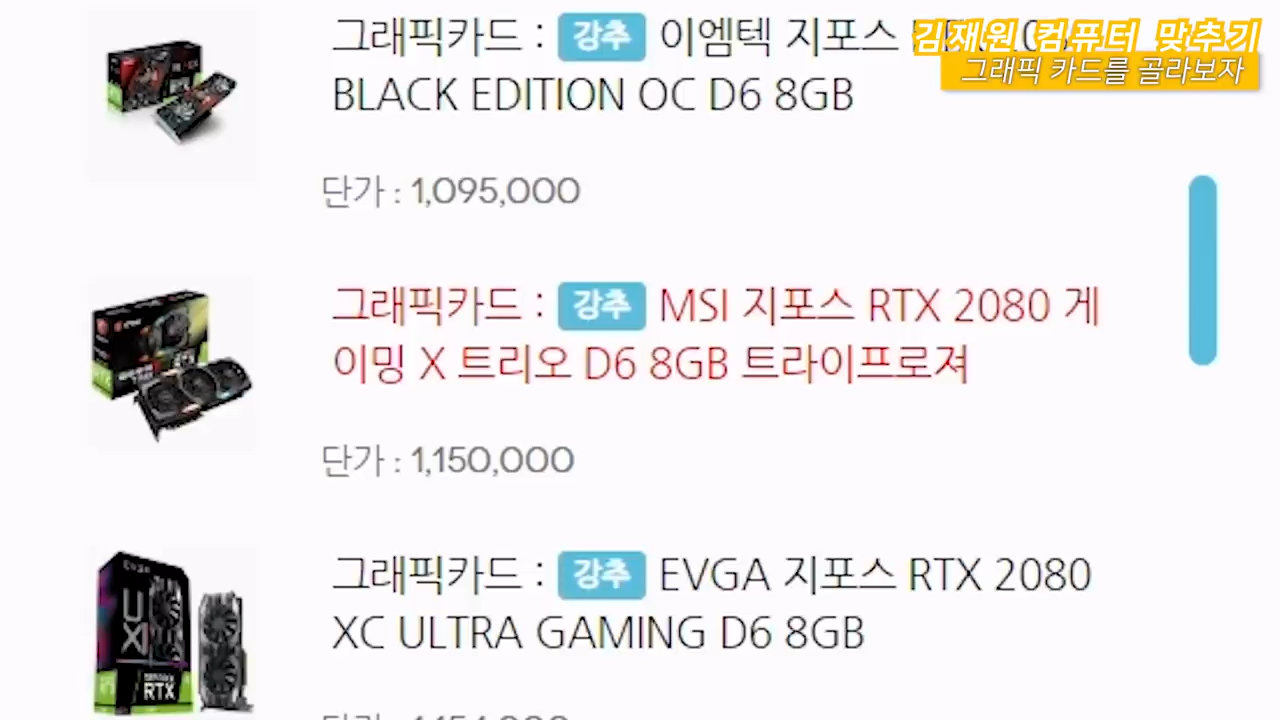 김재원 컴퓨터 맞추기
그래픽 카드를 골라보자
그래픽카드 : 강추 이엠텍 지포스
BLACK EDITION OC D6 8GB
단가 : 1,095,000
그래픽카드 : 강추 MSI 지포스 RTX 2080 게
이밍 X 트리오 D6 8GB 트라이프로져
단가 : 1,150,000
그래픽카드 : 강추 EVGA 지포스 RTX 2080
XC ULTRA GAMING D6 8GB
EVGA
RTX